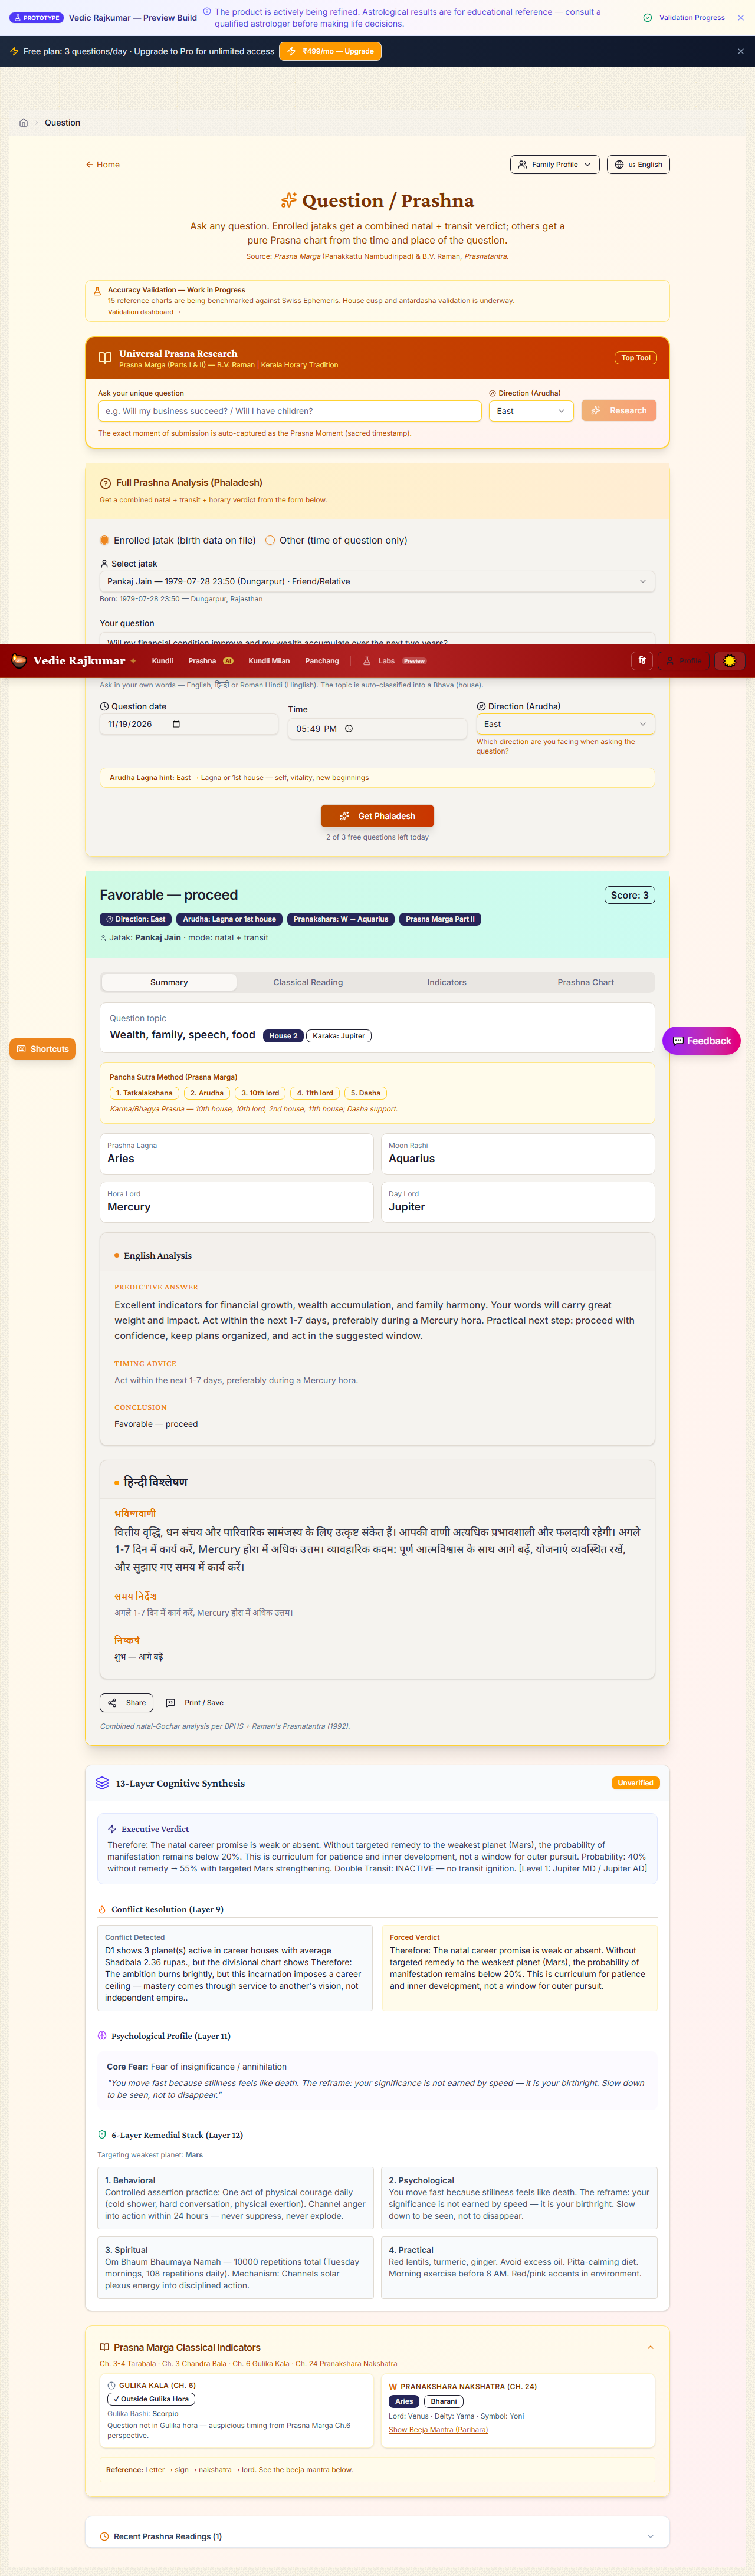 PROTOTYPE Vedic Rajkumar — Preview Build The product is actively being refined. Astrological results are for educational reference — consult a
qualified astrologer before making life decisions. Validation Progress
Free plan: 3 questions/day · Upgrade to Pro for unlimited access ₹499/mo — Upgrade
Question
Home Family Profile us English
Question / Prashna
Ask any question. Enrolled jataks get a combined natal + transit verdict; others get a
pure Prasna chart from the time and place of the question.
Source: Prasna Marga (Panakkattu Nambudiripad) & B.V. Raman, Prasnatantra.
Accuracy Validation — Work in Progress
15 reference charts are being benchmarked against Swiss Ephemeris. House cusp and antardasha validation is underway.
Validation dashboard →
Universal Prasna Research Top Tool
Prasna Marga (Parts I & II) — B.V. Raman | Kerala Horary Tradition
Ask your unique question Direction (Arudha)
e.g. Will my business succeed? / Will I have children? East Research
The exact moment of submission is auto-captured as the Prasna Moment (sacred timestamp).
Full Prashna Analysis (Phaladesh)
Get a combined natal + transit + horary verdict from the form below.
Enrolled jatak (birth data on file) Other (time of question only)
Select jatak
Pankaj Jain — 1979-07-28 23:50 (Dungarpur) · Friend/Relative
Born: 1979-07-28 23:50 — Dungarpur, Rajasthan
Your question
Will my financial condition improve and my wealth accumulate over the next two years?
Vedic Rajkumar Kundli Prashna AI Kundli Milan Panchang Labs Preview हिं Profile
Ask in your own words — English, हिन्दी or Roman Hindi (Hinglish). The topic is auto-classified into a Bhava (house).
Question date Time Direction (Arudha)
11/19/2026 05:49 PM East
Which direction are you facing when asking the
question?
Arudha Lagna hint: East → Lagna or 1st house — self, vitality, new beginnings
Get Phaladesh
2 of 3 free questions left today
Favorable — proceed Score: 3
Direction: East Arudha: Lagna or 1st house Pranakshara: W → Aquarius Prasna Marga Part II
Jatak: Pankaj Jain · mode: natal + transit
Summary Classical Reading Indicators Prashna Chart
Question topic
Wealth, family, speech, food House 2 Karaka: Jupiter
Pancha Sutra Method (Prasna Marga)
1. Tatkalakshana 2. Arudha 3. 10th lord 4. 11th lord 5. Dasha
Karma/Bhagya Prasna — 10th house, 10th lord, 2nd house, 11th house; Dasha support.
Prashna Lagna Moon Rashi
Aries Aquarius
Hora Lord Day Lord
Mercury Jupiter
English Analysis
PREDICTIVE ANSWER
Excellent indicators for financial growth, wealth accumulation, and family harmony. Your words will carry great
weight and impact. Act within the next 1-7 days, preferably during a Mercury hora. Practical next step: proceed with
confidence, keep plans organized, and act in the suggested window.
TIMING ADVICE
Act within the next 1-7 days, preferably during a Mercury hora.
CONCLUSION
Favorable — proceed
हिन्दी विश्लेषण
भविष्यवाणी
वित्तीय वृद्धि, धन संचय और पारिवारिक सामंजस्य के लिए उत्कृष्ट संकेत हैं। आपकी वाणी अत्यधिक प्रभावशाली और फलदायी रहेगी। अगले
1-7 दिन में कार्य करें, Mercury होरा में अधिक उत्तम। व्यावहारिक कदम: पूर्ण आत्मविश्वास के साथ आगे बढ़ें, योजनाएं व्यवस्थित रखें,
और सुझाए गए समय में कार्य करें।
समय निर्देश
अगले 1-7 दिन में कार्य करें, Mercury होरा में अधिक उत्तम।
निष्कर्ष
शुभ — आगे बढ़ें
Share Print / Save
Combined natal-Gochar analysis per BPHS + Raman's Prasnatantra (1992).
Shortcuts
Feedback
13-Layer Cognitive Synthesis Unverified
Executive Verdict
Therefore: The natal career promise is weak or absent. Without targeted remedy to the weakest planet (Mars), the probability of
manifestation remains below 20%. This is curriculum for patience and inner development, not a window for outer pursuit. Probability: 40%
without remedy → 55% with targeted Mars strengthening. Double Transit: INACTIVE — no transit ignition. [Level 1: Jupiter MD / Jupiter AD]
Conflict Resolution (Layer 9)
Conflict Detected
D1 shows 3 planet(s) active in career houses with average
Shadbala 2.36 rupas., but the divisional chart shows Therefore:
The ambition burns brightly, but this incarnation imposes a career
ceiling — mastery comes through service to another's vision, not
independent empire..
Forced Verdict
Therefore: The natal career promise is weak or absent. Without
targeted remedy to the weakest planet (Mars), the probability of
manifestation remains below 20%. This is curriculum for patience
and inner development, not a window for outer pursuit.
Psychological Profile (Layer 11)
Core Fear: Fear of insignificance / annihilation
"You move fast because stillness feels like death. The reframe: your significance is not earned by speed — it is your birthright. Slow down
to be seen, not to disappear."
6-Layer Remedial Stack (Layer 12)
Targeting weakest planet: Mars
1. Behavioral
Controlled assertion practice: One act of physical courage daily
(cold shower, hard conversation, physical exertion). Channel anger
into action within 24 hours — never suppress, never explode.
2. Psychological
You move fast because stillness feels like death. The reframe: your
significance is not earned by speed — it is your birthright. Slow
down to be seen, not to disappear.
3. Spiritual
Om Bhaum Bhaumaya Namah — 10000 repetitions total (Tuesday
mornings, 108 repetitions daily). Mechanism: Channels solar
plexus energy into disciplined action.
4. Practical
Red lentils, turmeric, ginger. Avoid excess oil. Pitta-calming diet.
Morning exercise before 8 AM. Red/pink accents in environment.
Prasna Marga Classical Indicators
Ch. 3-4 Tarabala · Ch. 3 Chandra Bala · Ch. 6 Gulika Kala · Ch. 24 Pranakshara Nakshatra
GULIKA KALA (CH. 6)
✓ Outside Gulika Hora
Gulika Rashi: Scorpio
Question not in Gulika hora — auspicious timing from Prasna Marga Ch.6
perspective.
W PRANAKSHARA NAKSHATRA (CH. 24)
Aries Bharani
Lord: Venus · Deity: Yama · Symbol: Yoni
Show Beeja Mantra (Parihara)
Reference: Letter → sign → nakshatra → lord. See the beeja mantra below.
Recent Prashna Readings (1)